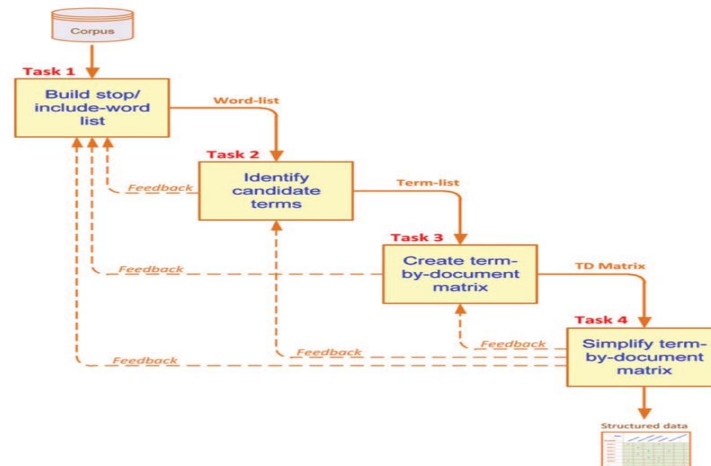 Corpus
Task 1
Build stop/
include-word
list
Word-list
Task 2
Identify
candidate
terms
Feedback
Term-list
Task 3
Create term-
by-document
matrix
Feedback
TD Matrix
Task 4
Simplify term-
by-document
matrix
Feedback
Feedback
Feedback
Structured data